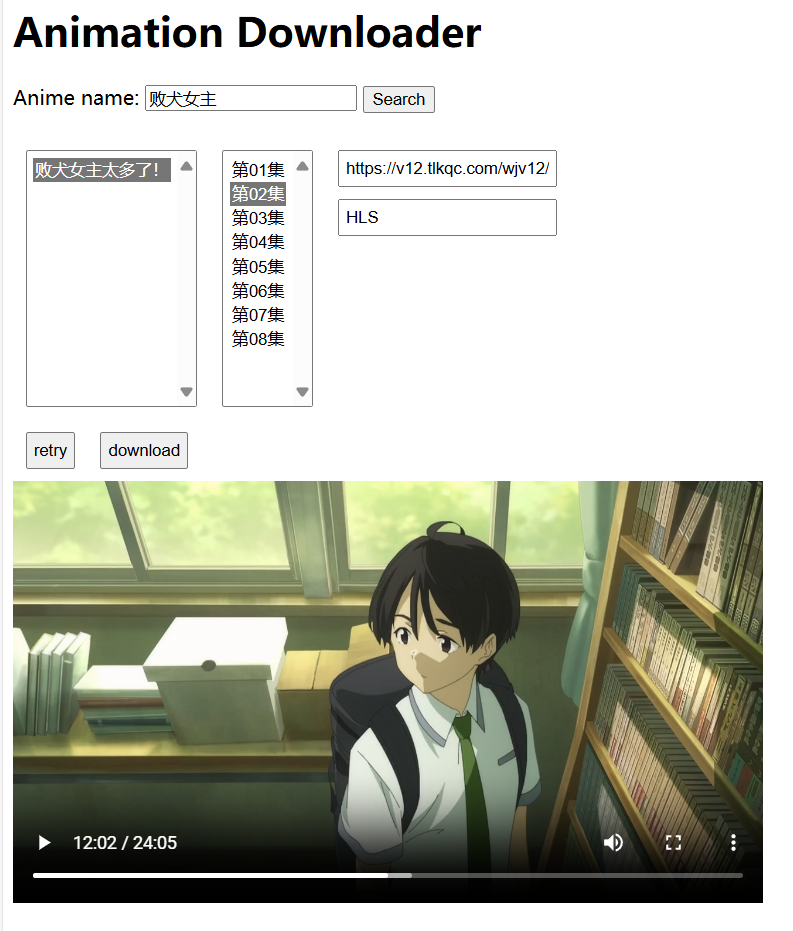 Animation Downloader
Anime name: 败犬女主 Search
败犬女主太多了!
第01集
第02集
第03集
第04集
第05集
第06集
第07集
第08集
https://v12.tlkqc.com/wjv12/
HLS
retry download
12:02 / 24:05